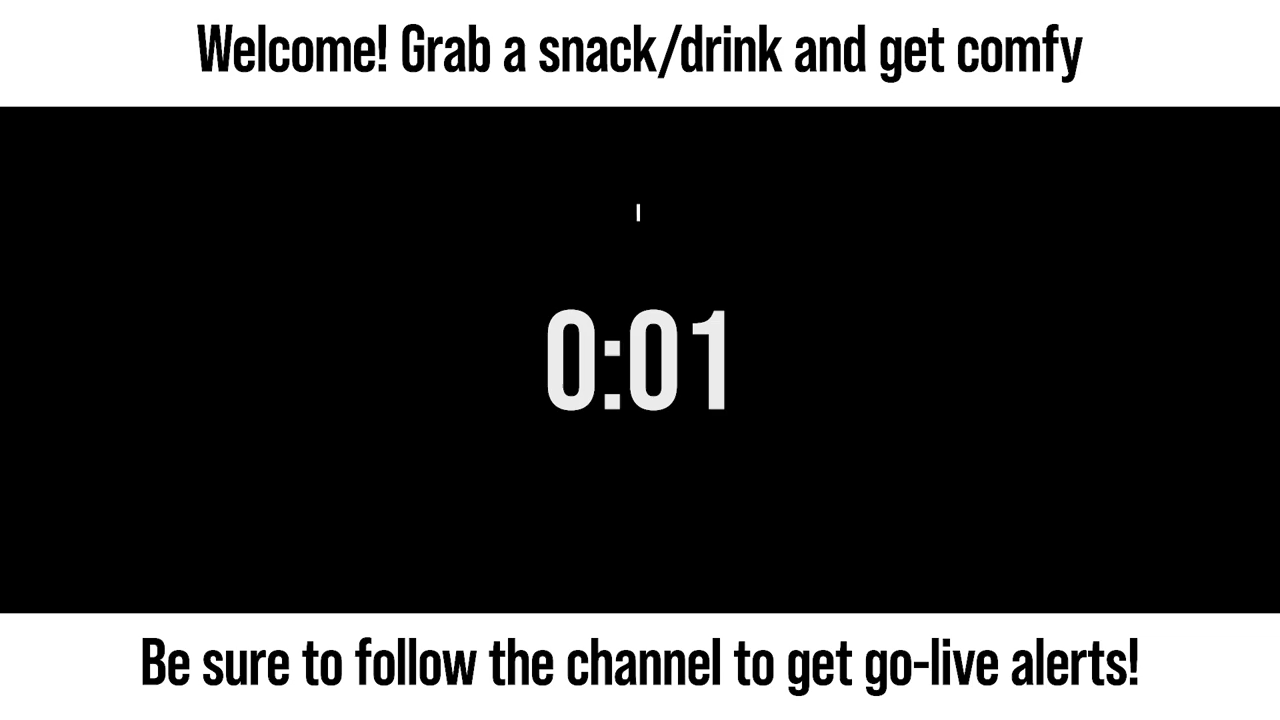 Welcome! Grab a snack/drink and get comfy
0:01
Be sure to follow the channel to get go-live alerts!